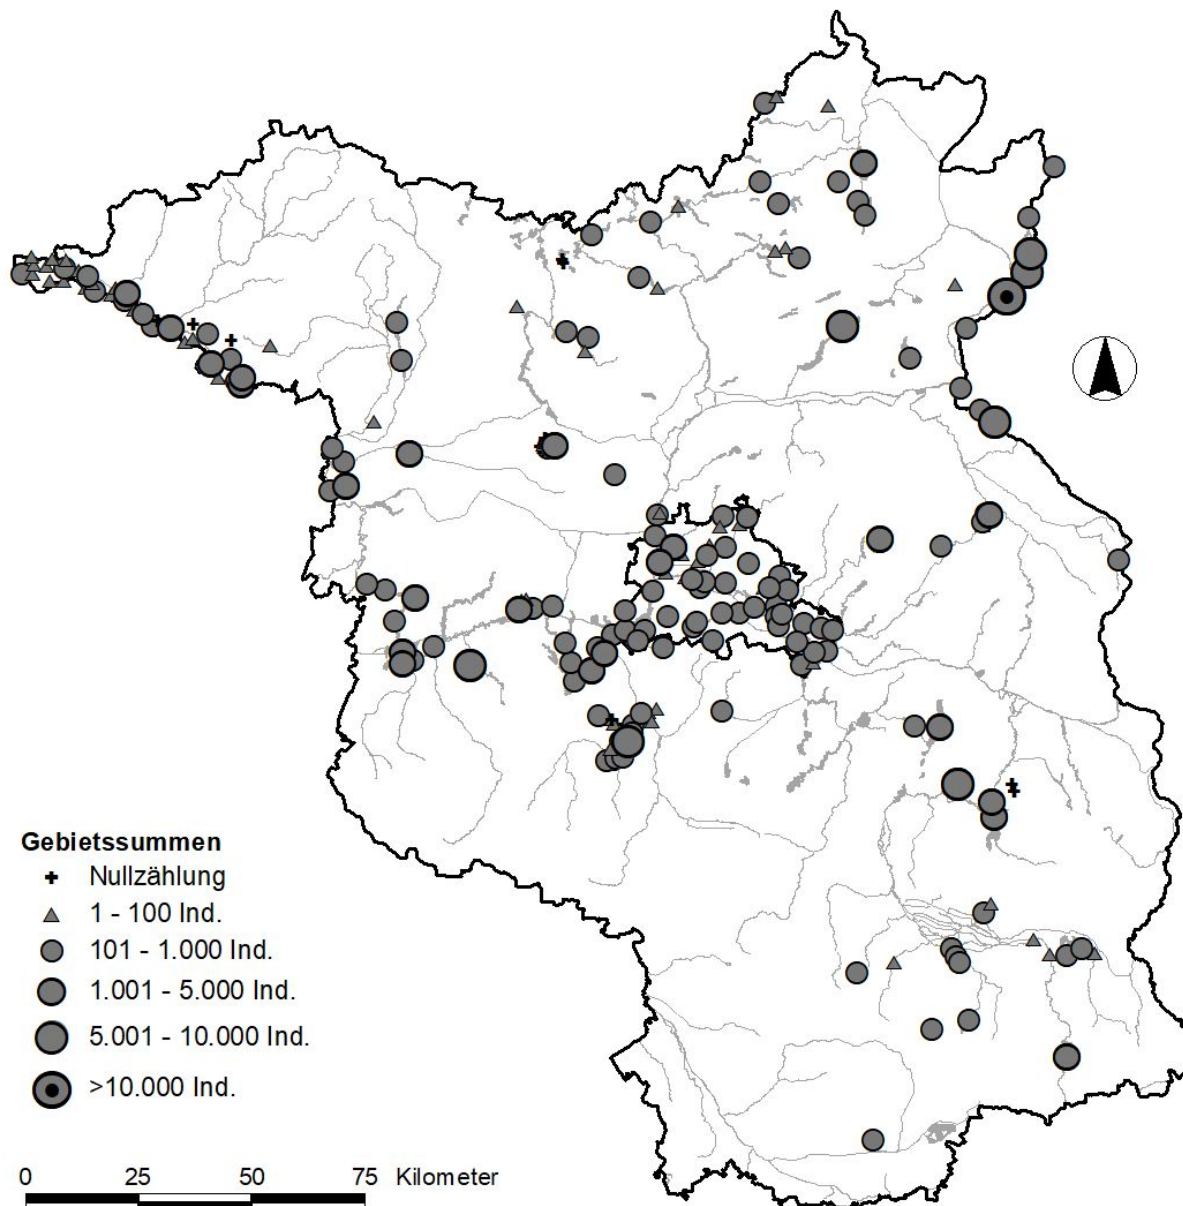 Gebietssummen
Nullzählung
1 - 100 Ind.
101 - 1.000 Ind.
1.001 - 5.000 Ind.
5.001 - 10.000 Ind.
>10.000 Ind.
0 25 50 75 Kilometer